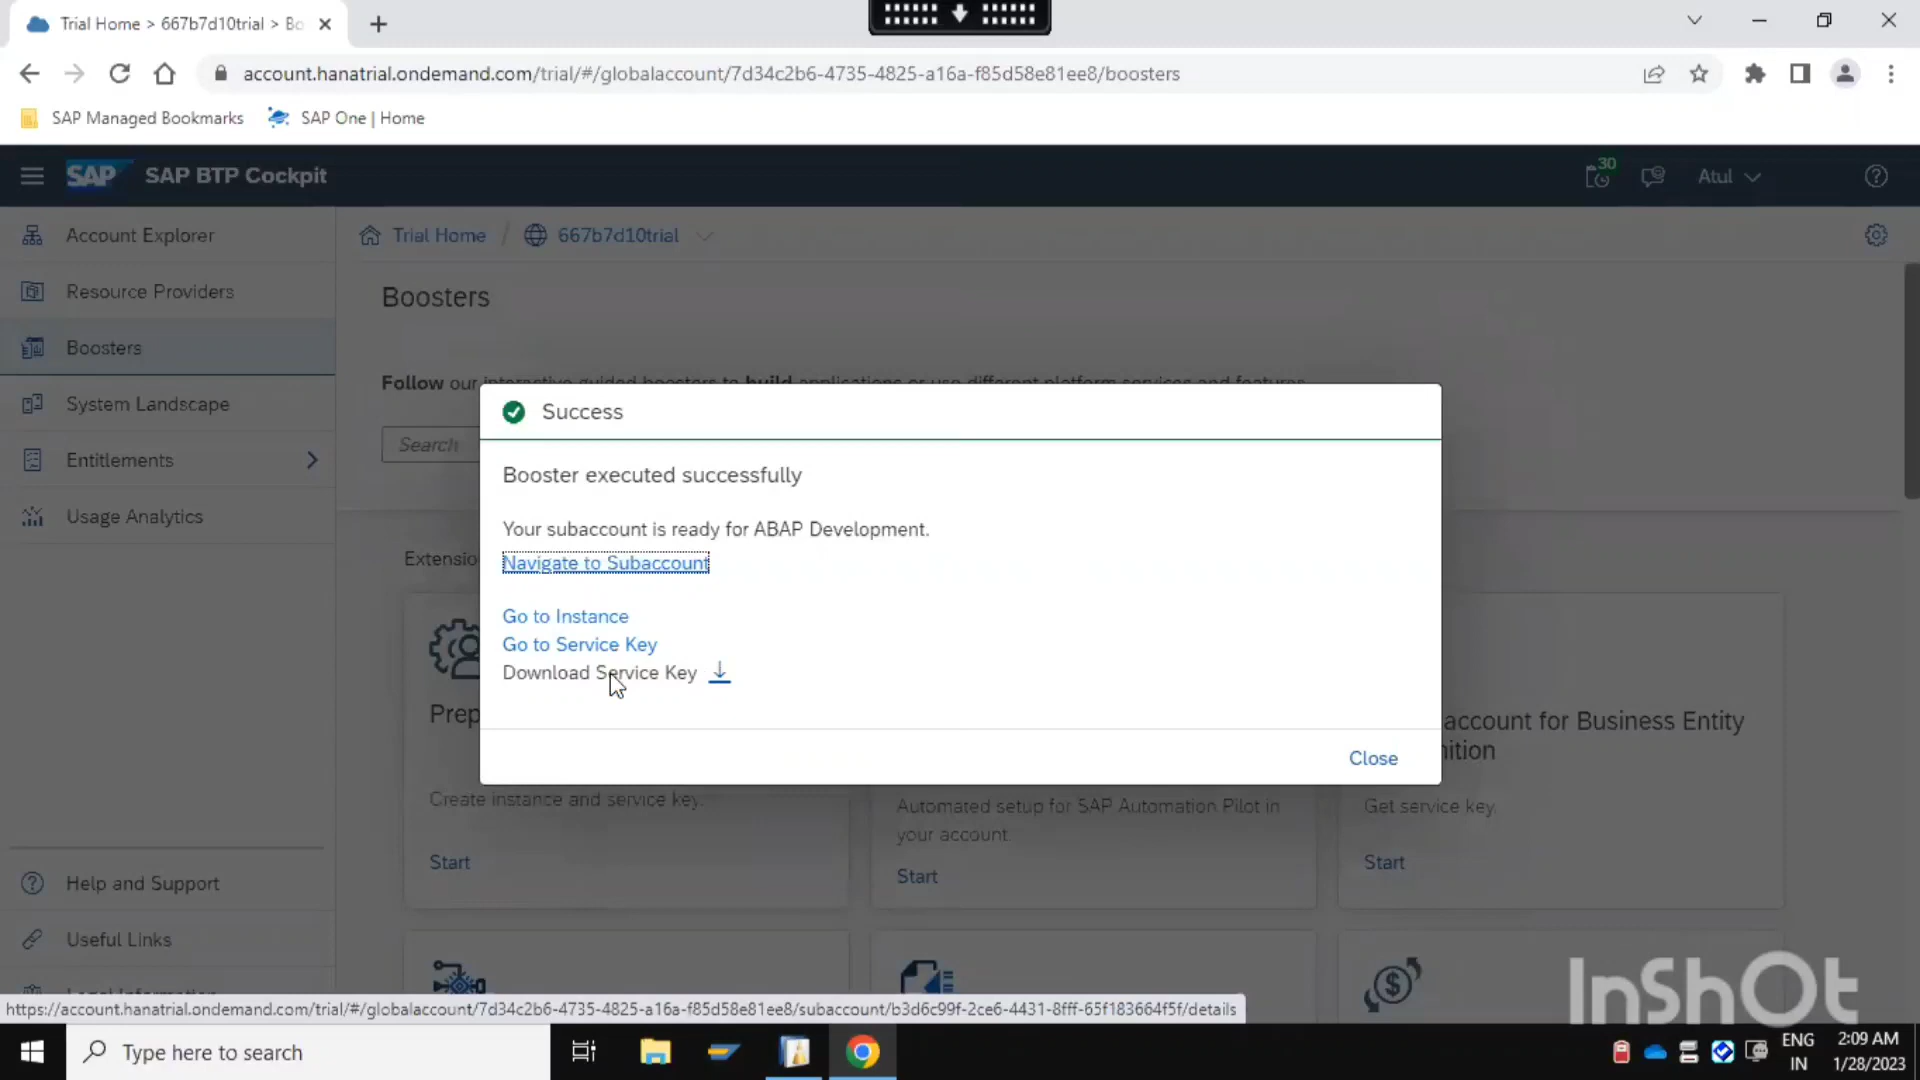 Trial Home > 667b7d10trial > Bo
account.hanatrial.ondemand.com/trial/#/globalaccount/7d34c2b6-4735-4825-a16a-f85d58e81ee8/boosters
SAP Managed Bookmarks
SAP One | Home
SAP
SAP BTP Cockpit
30
Atul
Account Explorer
Resource Providers
Boosters
System Landscape
Entitlements
Usage Analytics
Help and Support
Useful Links
Legal Information
Trial Home / 667b7d10trial
Boosters
Follow our interactive guided boosters to build applications or use different platform services and features.
Search
Extensio
Success
Booster executed successfully
Your subaccount is ready for ABAP Development.
Navigate to Subaccount
Go to Instance
Go to Service Key
Download Service Key
Close
Prep
Create instance and service key.
Start
Automated setup for SAP Automation Pilot in
your account.
Start
account for Business Entity
nition
Get service key.
Start
InShOt
https://account.hanatrial.ondemand.com/trial/#/globalaccount/7d34c2b6-4735-4825-a16a-f85d58e81ee8/subaccount/b3d6c99f-2ce6-4431-8fff-65f183664f5f/details
Type here to search
ENG
IN
2:09 AM
1/28/2023